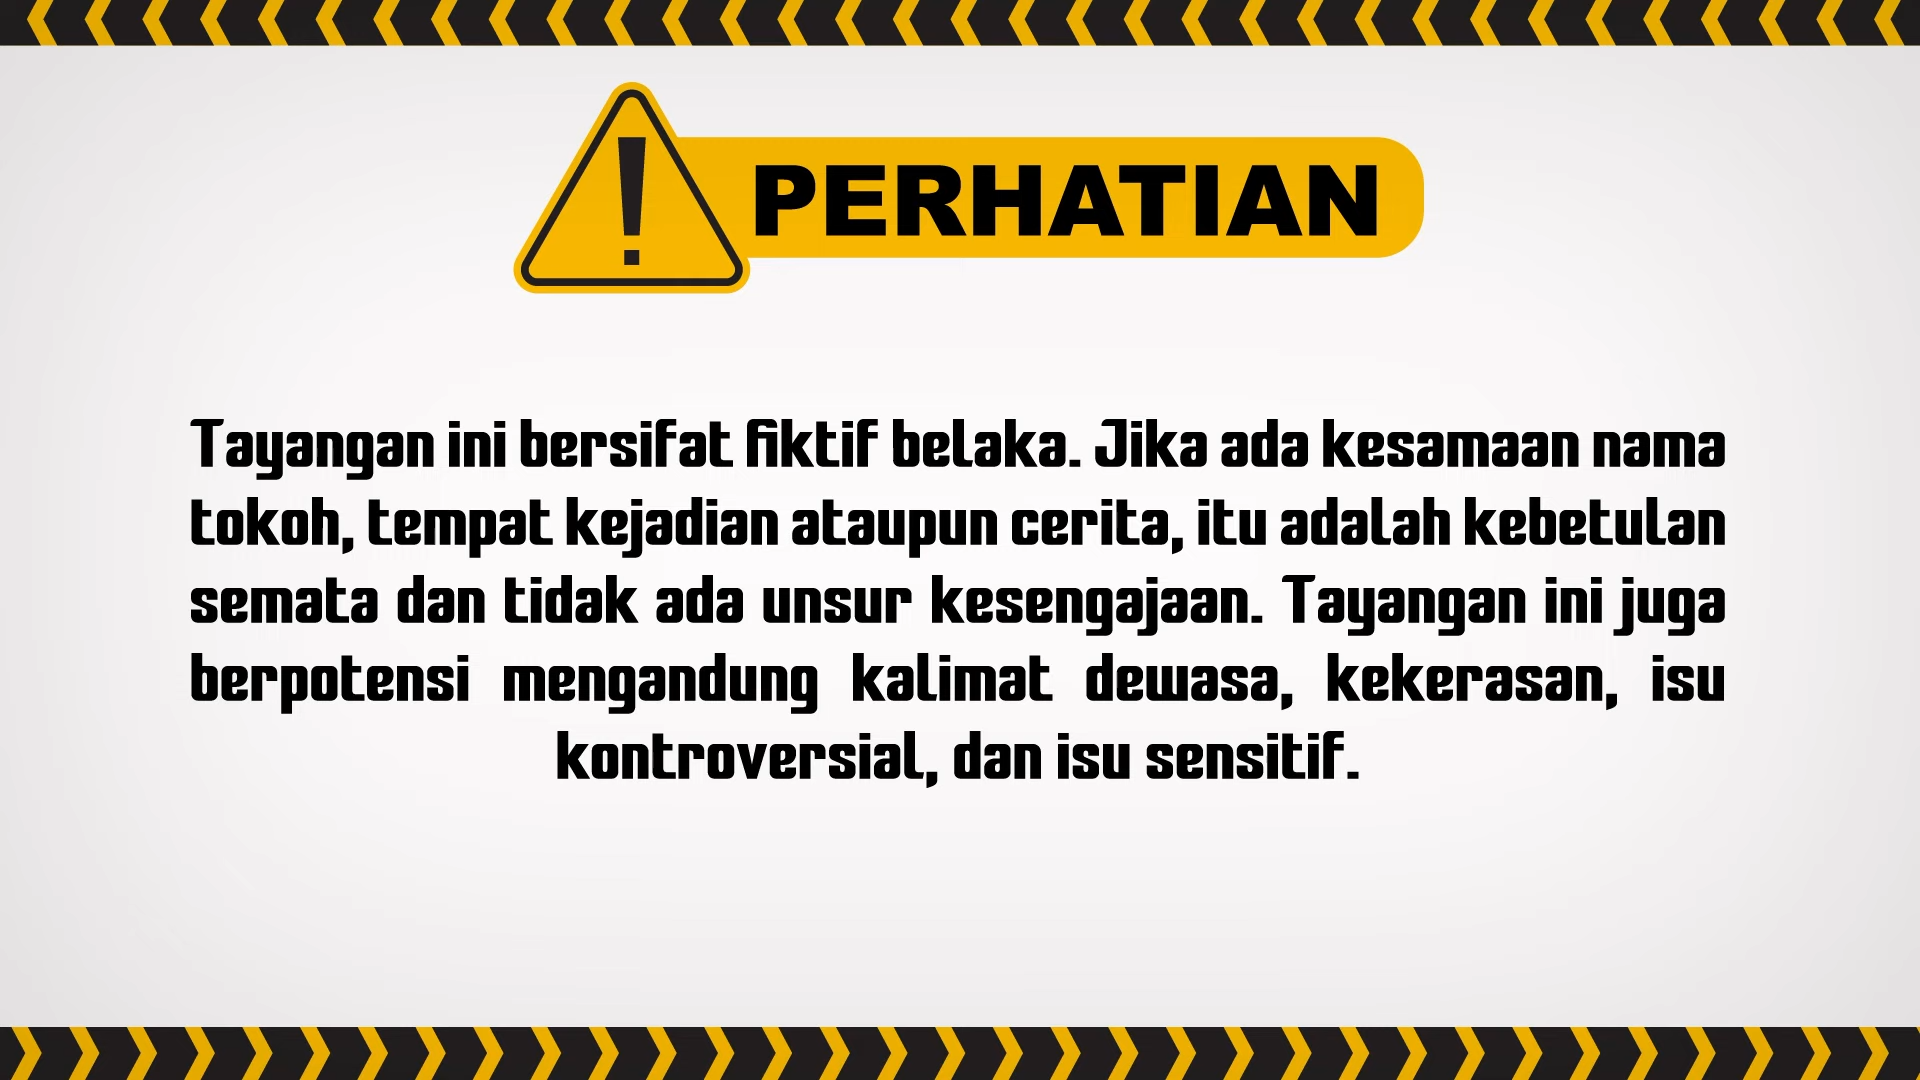 PERHATIAN
Tayangan ini bersifat fiktif belaka. Jika ada kesamaan nama
tokoh, tempat kejadian ataupun cerita, itu adalah kebetulan
semata dan tidak ada unsur kesengajaan. Tayangan ini juga
berpotensi mengandung kalimat dewasa, kekerasan, isu
kontroversial, dan isu sensitif.